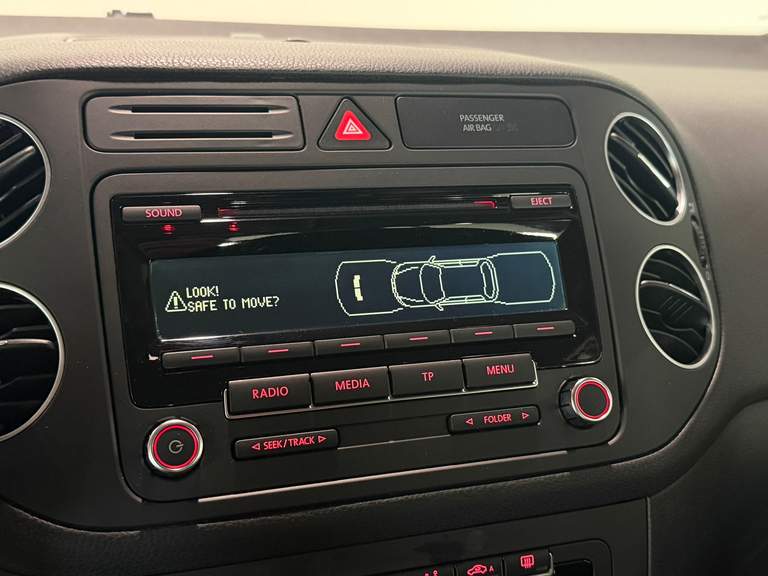 PASSENGER
AIR BAG
SOUND
EJECT
LOOK!
SAFE TO MOVE?
RADIO
MEDIA
TP
MENU
SEEK/TRACK
FOLDER
A